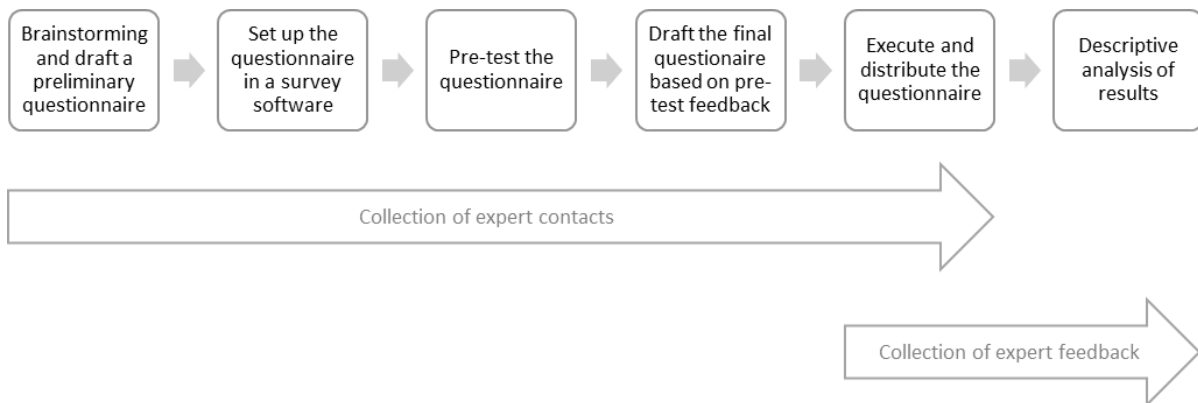 Brainstorming
and draft a
preliminary
questionnaire
Set up the
questionnaire
in a survey
software
Pre-test the
questionnaire
Draft the final
questionaire
based on pre-
test feedback
Execute and
distribute the
questionnaire
Descriptive
analysis of
results
Collection of expert contacts
Collection of expert feedback